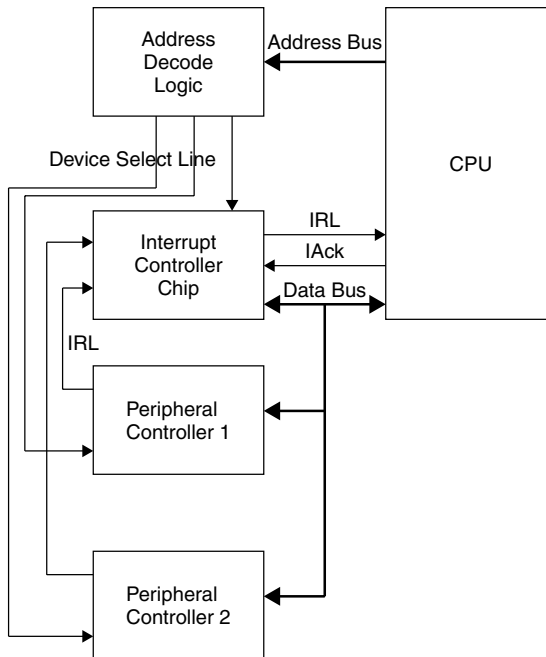 Address
Decode
Logic
Address Bus
CPU
Device Select Line
Interrupt
Controller
Chip
IRL
IAck
Data Bus
IRL
Peripheral
Controller 1
Peripheral
Controller 2